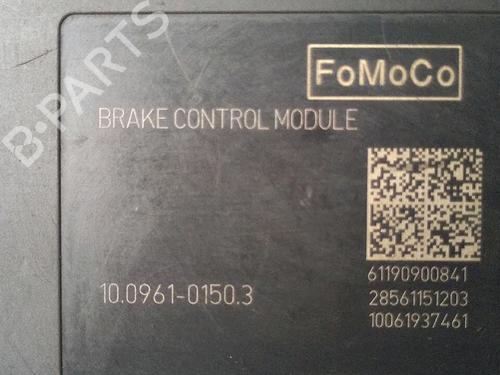 FoMoCo
B-PARTS
BRAKE CONTROL MODULE
10.0961-0150.3
61190900841
28561151203
10061937461